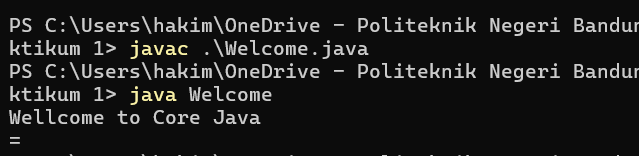 PS C:\Users\hakim\OneDrive - Politeknik Negeri Bandun
ktikum 1> javac .\Welcome.java
PS C:\Users\hakim\OneDrive - Politeknik Negeri Bandun
ktikum 1> java Welcome
Wellcome to Core Java
=